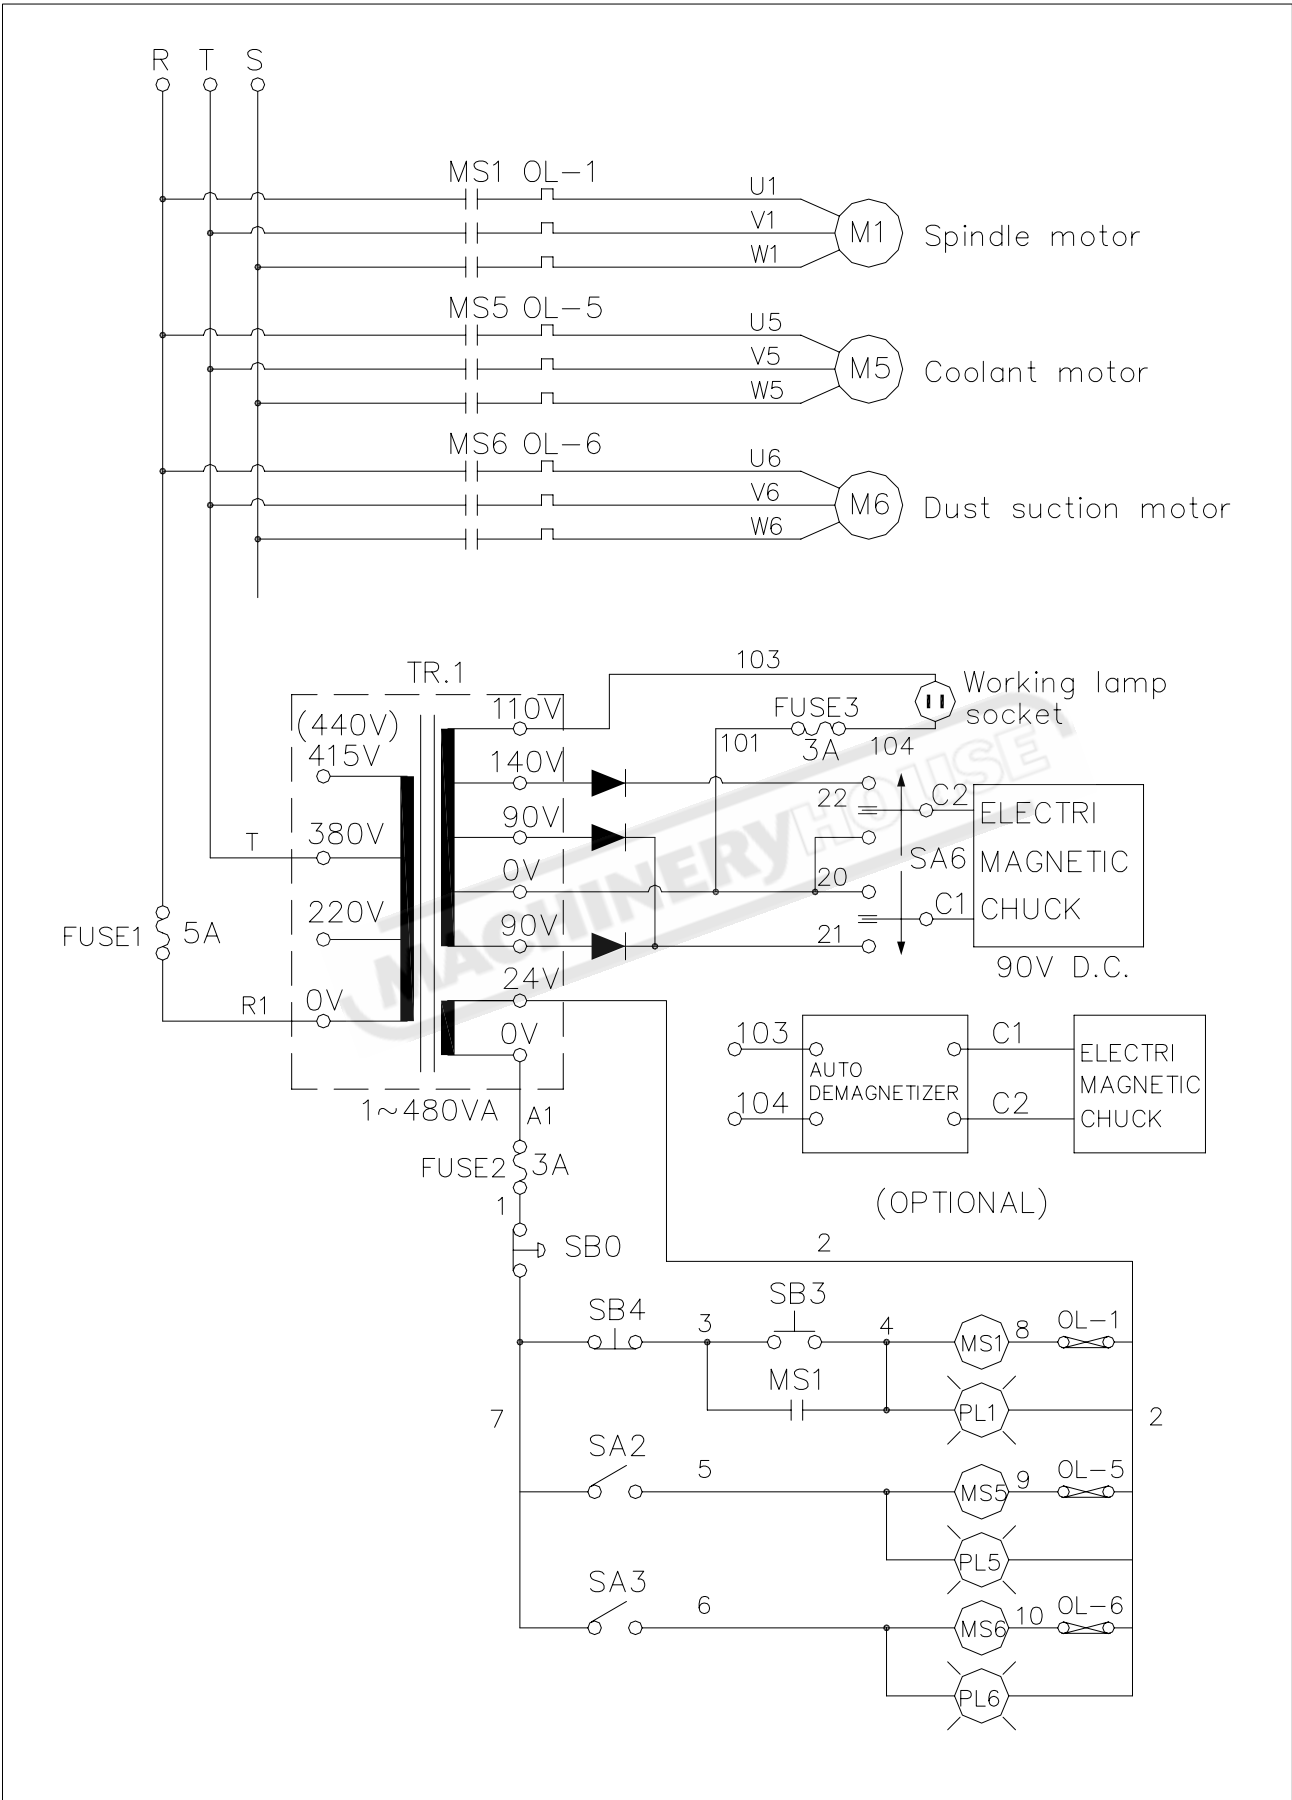 R T S
MS1 OL-1
U1
V1
W1
M1
Spindle motor
MS5 OL-5
U5
V5
W5
M5
Coolant motor
MS6 OL-6
U6
V6
W6
M6
Dust suction motor
TR.1
103
Working lamp
socket
(440V)
415V
110V
FUSE3
101
3A
104
140V
22
C2
ELECTRI
T
380V
90V
SA6
MAGNETIC
0V
20
C1
CHUCK
FUSE1
5A
220V
90V
21
90V D.C.
24V
R1
0V
0V
MACHINERYHOUSE
1~480VA
A1
103
AUTO
DEMAGNETIZER
104
C1
C2
ELECTRI
MAGNETIC
CHUCK
(OPTIONAL)
FUSE2
3A
1
SB0
2
SB4
3
SB3
4
MS1
8
OL-1
MS1
PL1
7
2
SA2
5
MS5
9
OL-5
PL5
SA3
6
MS6
10
OL-6
PL6